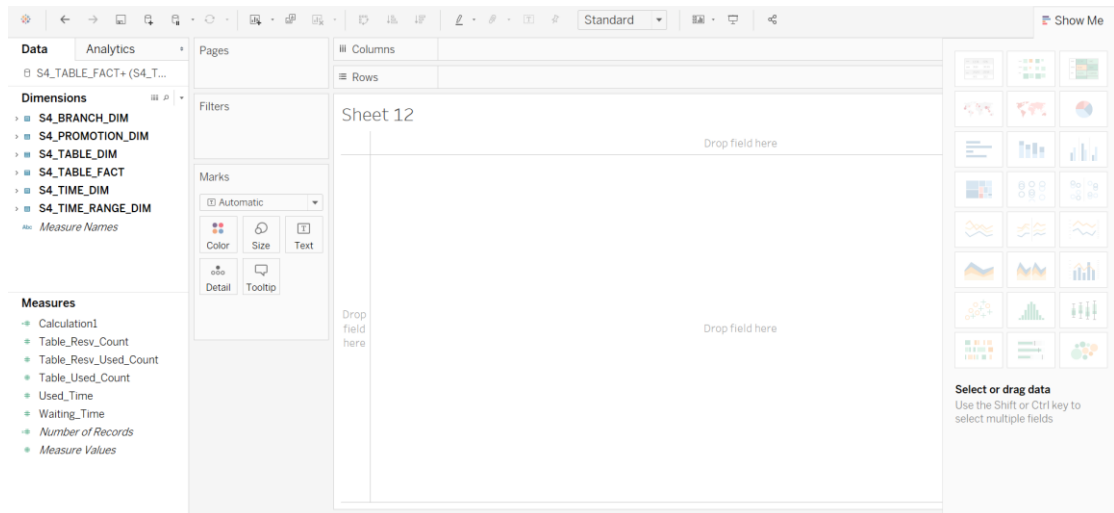 Standard
Show Me
Data
Analytics
S4_TABLE_FACT+ (S4_T...
Dimensions
S4_BRANCH_DIM
S4_PROMOTION_DIM
S4_TABLE_DIM
S4_TABLE_FACT
S4_TIME_DIM
S4_TIME_RANGE_DIM
Abc Measure Names
Measures
Calculation1
Table_Resv_Count
Table_Resv_Used_Count
Table_Used_Count
Used_Time
Waiting_Time
Number of Records
Measure Values
Pages
Filters
Marks
Automatic
Color
Size
Text
Detail
Tooltip
Columns
Rows
Sheet 12
Drop field here
Drop
field
here
Drop field here
Select or drag data
Use the Shift or Ctrl key to
select multiple fields